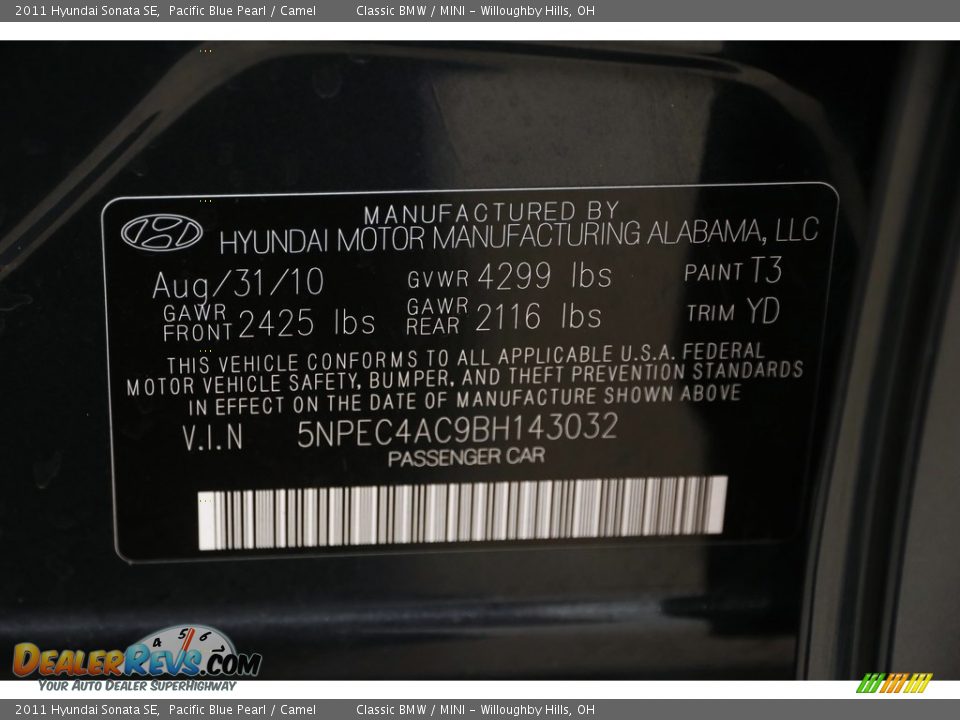 2011 Hyundai Sonata SE,  Pacific Blue Pearl / Camel          Classic BMW / MINI - Willoughby Hills, OH
MANUFACTURED BY
HYUNDAI MOTOR MANUFACTURING ALABAMA, LLC
Aug/31/10 GVWR 4299 lbs PAINT T3
GAWR FRONT 2425 lbs GAWR REAR 2116 lbs TRIM YD
THIS VEHICLE CONFORMS TO ALL APPLICABLE U.S.A. FEDERAL
MOTOR VEHICLE SAFETY, BUMPER, AND THEFT PREVENTION STANDARDS
IN EFFECT ON THE DATE OF MANUFACTURE SHOWN ABOVE
V.I.N 5NPEC4AC9BH143032
PASSENGER CAR
4 5 6
DEALERREVS.COM
YOUR AUTO DEALER SUPERHIGHWAY
2011 Hyundai Sonata SE,  Pacific Blue Pearl / Camel          Classic BMW / MINI - Willoughby Hills, OH